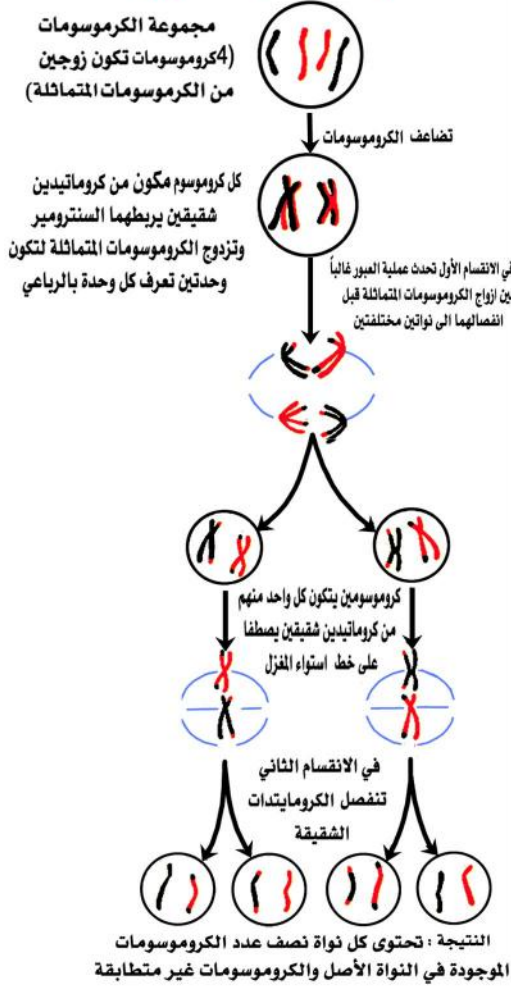 مجموعة الكرموسومات
(4كروموسومات تكون زوجين
من الكرموسومات المتماثلة)
تضاعف الكروموسومات
كل كروموسوم مكون من كروماتيدين
شقيقين يربطهما السنترومير
وتزدوج الكروموسومات المتماثلة لتكون
وحدتين تعرف كل وحدة بالرباعي
في الانقسام الأول تحدث عملية العبور غالباً
بين ازواج الكروموسومات المتماثلة قبل
انفصالهما الى نواتين مختلفتين
كروموسومين يتكون كل واحد منهم
من كروماتيدين شقيقين يصطفا
على خط استواء المغزل
في الانقسام الثاني
تنفصل الكرومايتدات
الشقيقة
النتيجة : تحتوى كل نواة نصف عدد الكروموسومات
الموجودة في النواة الأصل والكروموسومات غير متطابقة